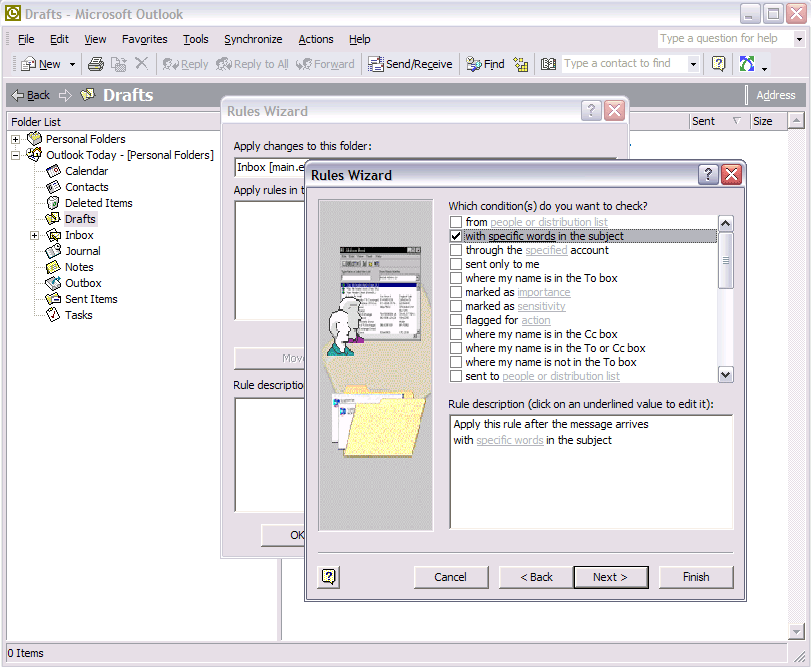 Drafts - Microsoft Outlook
File Edit View Favorites Tools Synchronize Actions Help
Type a question for help
New Reply Reply to All Forward Send/Receive Find Type a contact to find
Back Drafts Address
Folder List
Sent Size
Personal Folders
Outlook Today - [Personal Folders]
Calendar
Contacts
Deleted Items
Drafts
Inbox
Journal
Notes
Outbox
Sent Items
Tasks
Rules Wizard
Apply changes to this folder:
Inbox [main.e
Apply rules in t
Move
Rule descriptio
OK
Rules Wizard
Which condition(s) do you want to check?
from people or distribution list
with specific words in the subject
through the specified account
sent only to me
where my name is in the To box
marked as importance
marked as sensitivity
flagged for action
where my name is in the Cc box
where my name is in the To or Cc box
where my name is not in the To box
sent to people or distribution list
Rule description (click on an underlined value to edit it):
Apply this rule after the message arrives
with specific words in the subject
Cancel < Back Next > Finish
0 Items